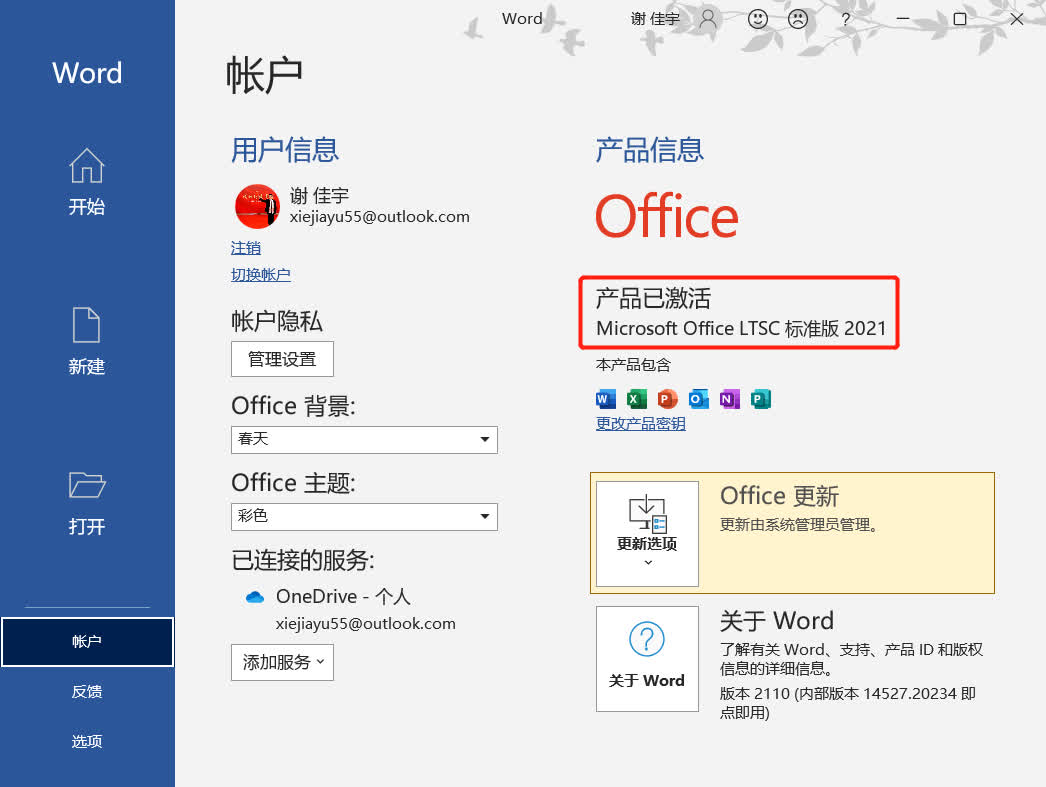 Word
谢 佳宇
?
Word
开始
新建
打开
帐户
反馈
选项
帐户
用户信息
谢 佳宇
xiejiayu55@outlook.com
注销
切换帐户
帐户隐私
管理设置
Office 背景:
春天
Office 主题:
彩色
已连接的服务:
OneDrive - 个人
xiejiayu55@outlook.com
添加服务
产品信息
Office
产品已激活
Microsoft Office LTSC 标准版 2021
本产品包含
W X P O N P
更改产品密钥
更新选项
Office 更新
更新由系统管理员管理。
?
关于 Word
关于 Word
了解有关 Word、支持、产品 ID 和版权
信息的详细信息。
版本 2110 (内部版本 14527.20234 即
点即用)